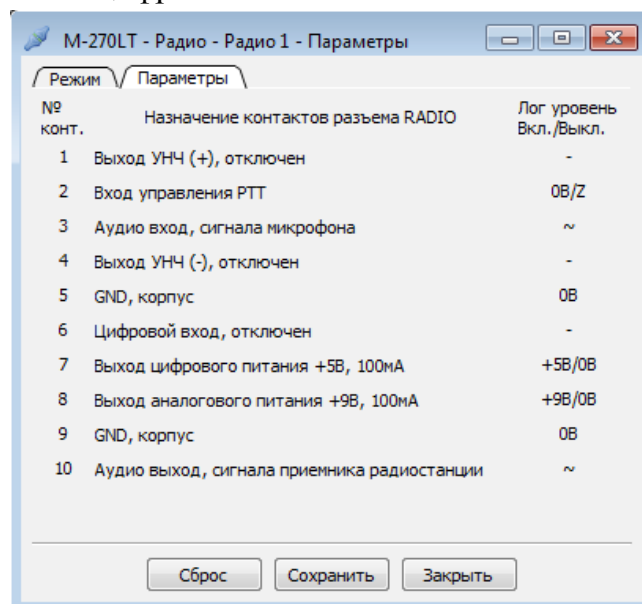 M-270LT - Радио - Радио 1 - Параметры
Режим Параметры
№ конт. Назначение контактов разъема RADIO Лог уровень Вкл./Выкл.
1 Выход УНЧ (+), отключен -
2 Вход управления PTT 0В/Z
3 Аудио вход, сигнала микрофона ~
4 Выход УНЧ (-), отключен -
5 GND, корпус 0В
6 Цифровой вход, отключен -
7 Выход цифрового питания +5В, 100мА +5В/0В
8 Выход аналогового питания +9В, 100мА +9В/0В
9 GND, корпус 0В
10 Аудио выход, сигнала приемника радиостанции ~
Сброс Сохранить Закрыть